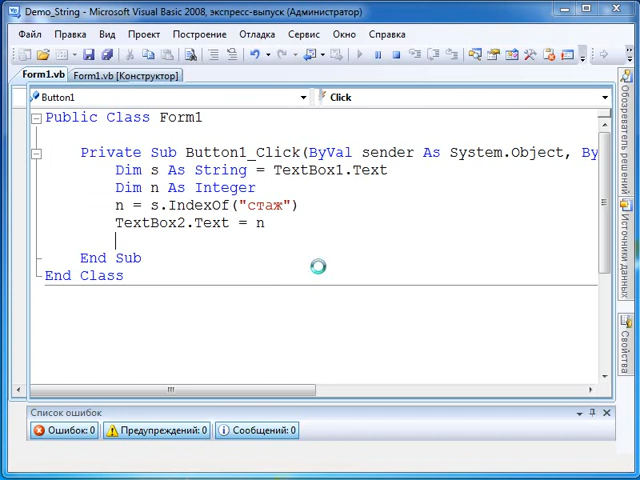 Demo_String - Microsoft Visual Basic 2008, экспресс-выпуск (Администратор)
Файл Правка Вид Проект Построение Отладка Сервис Окно Справка
Form1.vb Form1.vb [Конструктор]
Button1 Click
Public Class Form1
Private Sub Button1_Click(ByVal sender As System.Object, By
Dim s As String = TextBox1.Text
Dim n As Integer
n = s.IndexOf("стаж")
TextBox2.Text = n
End Sub
End Class
Обозреватель решений
Источники данных
Свойства
Список ошибок
Ошибок: 0 Предупреждений: 0 Сообщений: 0